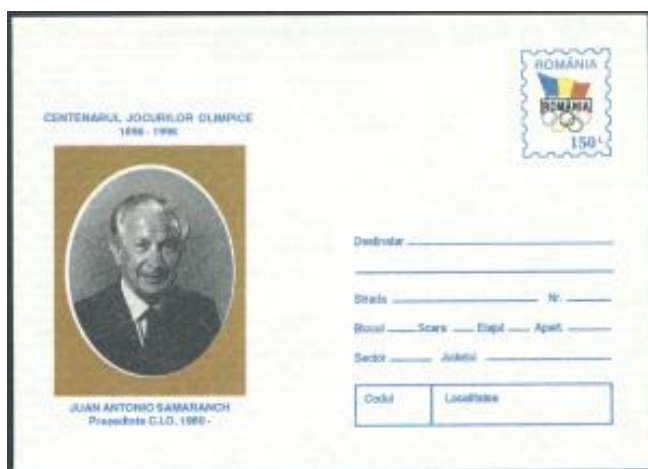 CENTENARUL JOCURILOR OLIMPICE
1896 - 1996
ROMÂNIA
ROMÂNIA
150 L
JUAN ANTONIO SAMARANCH
Președinte C.I.O. 1980 -
Destinatar
Strada Nr.
Blocul Scara Etajul Apart.
Sector Județul
Codul Localitatea